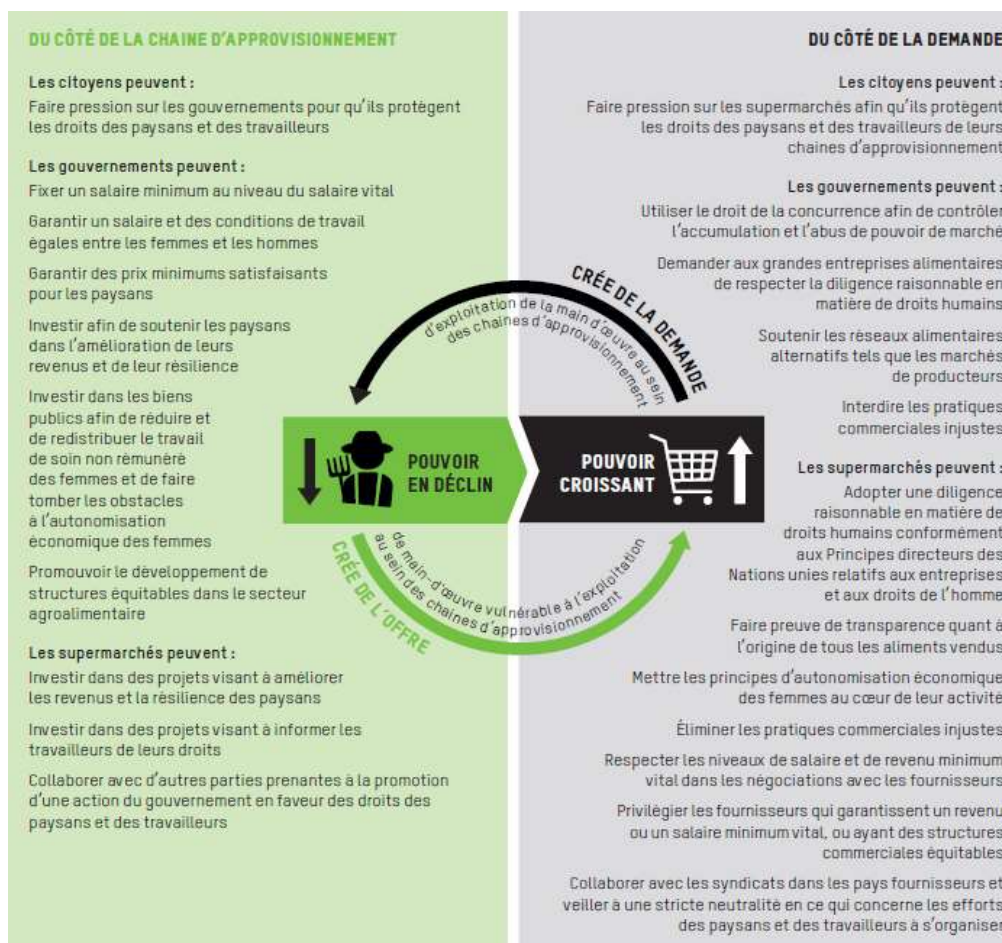 DU CÔTÉ DE LA CHAINE D'APPROVISIONNEMENT
Les citoyens peuvent :
Faire pression sur les gouvernements pour qu'ils protègent
les droits des paysans et des travailleurs
Les gouvernements peuvent :
Fixer un salaire minimum au niveau du salaire vital
Garantir un salaire et des conditions de travail
égales entre les femmes et les hommes
Garantir des prix minimums satisfaisants
pour les paysans
Investir afin de soutenir les paysans
dans l'amélioration de leurs
revenus et de leur résilience
Investir dans les biens
publics afin de réduire et
de redistribuer le travail
de soin non rémunéré
des femmes et de faire
tomber les obstacles
à l'autonomisation
économique des femmes
Promouvoir le développement de
structures équitables dans le secteur
agroalimentaire
Les supermarchés peuvent :
Investir dans des projets visant à améliorer
les revenus et la résilience des paysans
Investir dans des projets visant à informer les
travailleurs de leurs droits
Collaborer avec d'autres parties prenantes à la promotion
d'une action du gouvernement en faveur des droits des
paysans et des travailleurs
CRÉE DE LA DEMANDE
d'exploitation de la main d'œuvre au sein
des chaines d'approvisionnement
POUVOIR
EN DÉCLIN
POUVOIR
CROISSANT
CRÉE DE L'OFFRE
de main-d'œuvre vulnérable à l'exploitation
au sein des chaines d'approvisionnement
DU CÔTÉ DE LA DEMANDE
Les citoyens peuvent :
Faire pression sur les supermarchés afin qu'ils protègent
les droits des paysans et des travailleurs de leurs
chaines d'approvisionnement
Les gouvernements peuvent :
Utiliser le droit de la concurrence afin de contrôler
l'accumulation et l'abus de pouvoir de marché
Demander aux grandes entreprises alimentaires
de respecter la diligence raisonnable en
matière de droits humains
Soutenir les réseaux alimentaires
alternatifs tels que les marchés
de producteurs
Interdire les pratiques
commerciales injustes
Les supermarchés peuvent :
Adopter une diligence
raisonnable en matière de
droits humains conformément
aux Principes directeurs des
Nations unies relatifs aux entreprises
et aux droits de l'homme
Faire preuve de transparence quant à
l'origine de tous les aliments vendus
Mettre les principes d'autonomisation économique
des femmes au cœur de leur activité
Éliminer les pratiques commerciales injustes
Respecter les niveaux de salaire et de revenu minimum
vital dans les négociations avec les fournisseurs
Privilégier les fournisseurs qui garantissent un revenu
ou un salaire minimum vital, ou ayant des structures
commerciales équitables
Collaborer avec les syndicats dans les pays fournisseurs et
veiller à une stricte neutralité en ce qui concerne les efforts
des paysans et des travailleurs à s'organiser